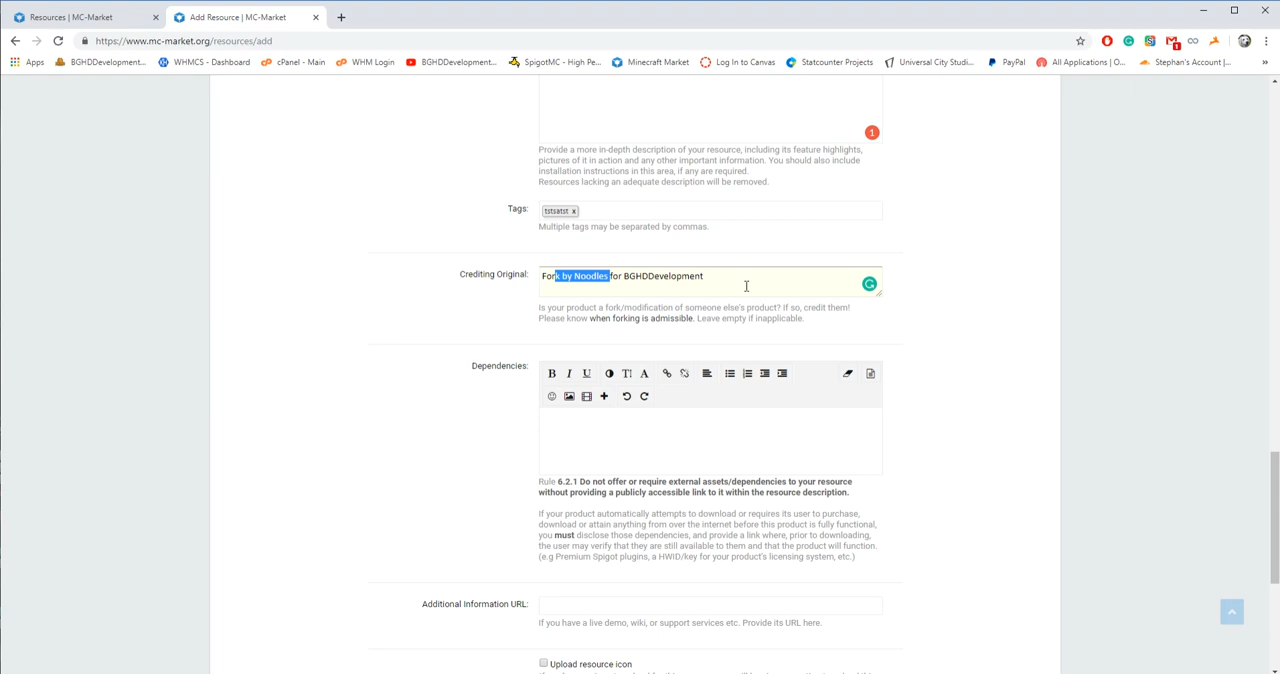 Resources | MC-Market
Add Resource | MC-Market
https://www.mc-market.org/resources/add
1
Apps
BGHDDevelopment...
WHMCS - Dashboard
cPanel - Main
WHM Login
BGHDDevelopment...
SpigotMC - High Pe...
Minecraft Market
Log In to Canvas
Statcounter Projects
Universal City Studi...
PayPal
All Applications | O...
Stephan's Account |...
»
1
Provide a more in-depth description of your resource, including its feature highlights,
pictures of it in action and any other important information. You should also include
installation instructions in this area, if any are required.
Resources lacking an adequate description will be removed.
Tags:
tstsatst x
Multiple tags may be separated by commas.
Crediting Original:
Fork by Noodles for BGHDDevelopment
Is your product a fork/modification of someone else's product? If so, credit them!
Please know when forking is admissible. Leave empty if inapplicable.
Dependencies:
B I U A
Rule 6.2.1 Do not offer or require external assets/dependencies to your resource
without providing a publicly accessible link to it within the resource description.
If your product automatically attempts to download or requires its user to purchase,
download or attain anything from over the internet before this product is fully functional,
you must disclose those dependencies, and provide a link where, prior to downloading,
the user may verify that they are still available to them and that the product will function.
(e.g Premium Spigot plugins, a HWID/key for your product's licensing system, etc.)
Additional Information URL:
If you have a live demo, wiki, or support services etc. Provide its URL here.
Upload resource icon